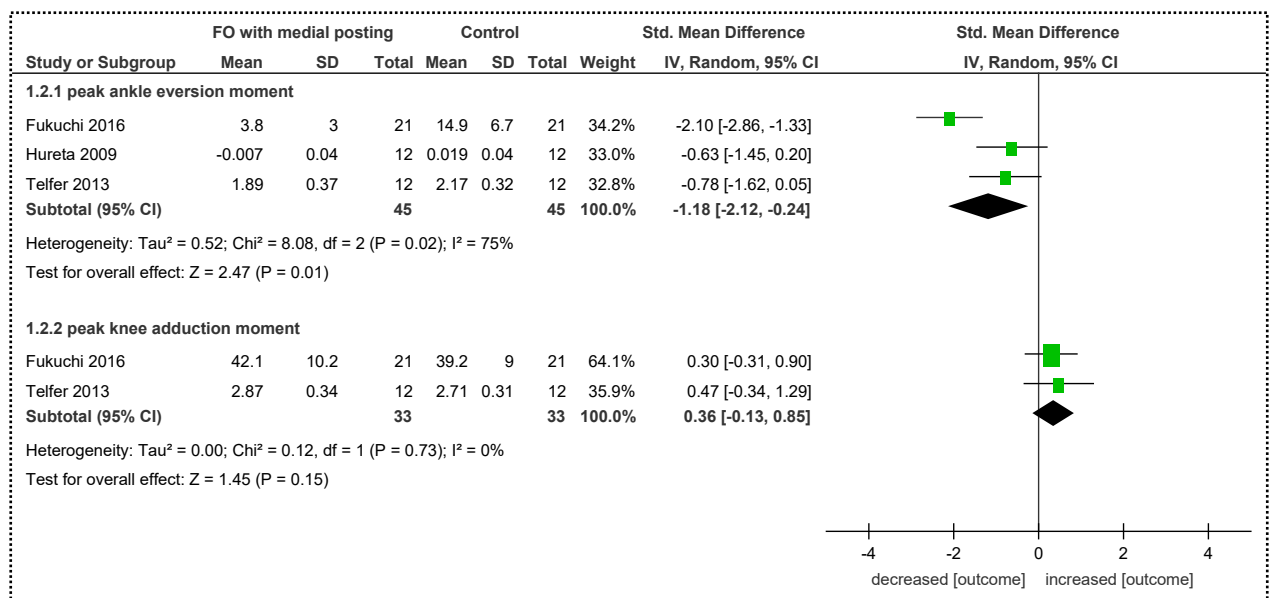 FO with medial posting Control Std. Mean Difference Std. Mean Difference
Study or Subgroup Mean SD Total Mean SD Total Weight IV, Random, 95% CI IV, Random, 95% CI
1.2.1 peak ankle eversion moment
Fukuchi 2016 3.8 3 21 14.9 6.7 21 34.2% -2.10 [-2.86, -1.33]
Hureta 2009 -0.007 0.04 12 0.019 0.04 12 33.0% -0.63 [-1.45, 0.20]
Telfer 2013 1.89 0.37 12 2.17 0.32 12 32.8% -0.78 [-1.62, 0.05]
Subtotal (95% CI) 45 45 100.0% -1.18 [-2.12, -0.24]
Heterogeneity: Tau² = 0.52; Chi² = 8.08, df = 2 (P = 0.02); I² = 75%
Test for overall effect: Z = 2.47 (P = 0.01)
1.2.2 peak knee adduction moment
Fukuchi 2016 42.1 10.2 21 39.2 9 21 64.1% 0.30 [-0.31, 0.90]
Telfer 2013 2.87 0.34 12 2.71 0.31 12 35.9% 0.47 [-0.34, 1.29]
Subtotal (95% CI) 33 33 100.0% 0.36 [-0.13, 0.85]
Heterogeneity: Tau² = 0.00; Chi² = 0.12, df = 1 (P = 0.73); I² = 0%
Test for overall effect: Z = 1.45 (P = 0.15)
-4 -2 0 2 4
decreased [outcome] increased [outcome]